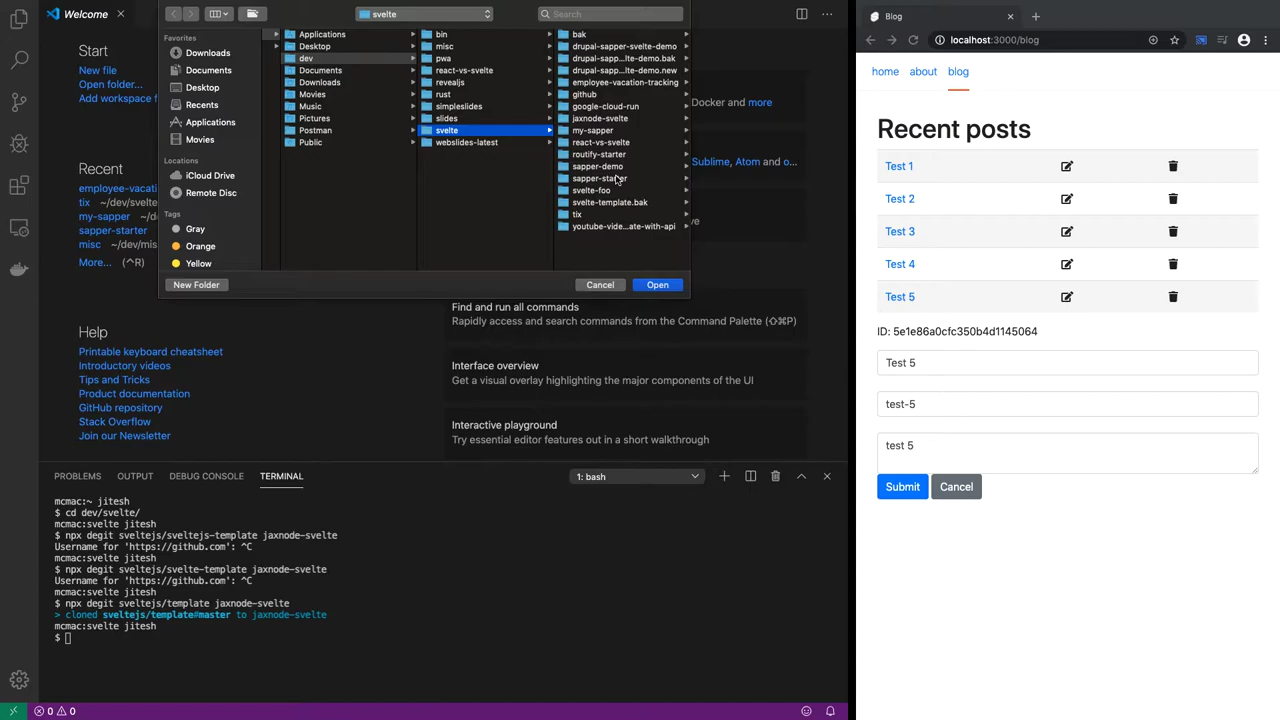 Welcome
svelte
Search
Start
New file
Open folder...
Add workspace f
Recent
employee-vacati
tix ~/dev/svelte
my-sapper ~/d
sapper-starter
misc ~/dev/mis
More... (^R)
Help
Printable keyboard cheatsheet
Introductory videos
Tips and Tricks
Product documentation
GitHub repository
Stack Overflow
Join our Newsletter
Favorites
Downloads
Documents
Desktop
Recents
Applications
Movies
Locations
iCloud Drive
Remote Disc
Tags
Gray
Orange
Yellow
Applications
Desktop
dev
Documents
Downloads
Movies
Music
Pictures
Postman
Public
bin
misc
pwa
react-vs-svelte
revealjs
rust
simpleslides
slides
svelte
webslides-latest
bak
drupal-sapper-svelte-demo
drupal-sapp...lte-demo.bak
drupal-sapp...lte-demo.new
employee-vacation-tracking
github
google-cloud-run
jaxnode-svelte
my-sapper
react-vs-svelte
routify-starter
sapper-demo
sapper-starter
svelte-foo
svelte-template.bak
tix
youtube-vide...ate-with-api
New Folder
Cancel
Open
Docker and more
Sublime, Atom and o...
ve
Find and run all commands
Rapidly access and search commands from the Command Palette (⇧⌘P)
Interface overview
Get a visual overlay highlighting the major components of the UI
Interactive playground
Try essential editor features out in a short walkthrough
PROBLEMS OUTPUT DEBUG CONSOLE TERMINAL
1: bash
mcmac:~ jitesh
$ cd dev/svelte/
mcmac:svelte jitesh
$ npx degit sveltejs/sveltejs-template jaxnode-svelte
Username for 'https://github.com': ^C
mcmac:svelte jitesh
$ npx degit sveltejs/svelte-template jaxnode-svelte
Username for 'https://github.com': ^C
mcmac:svelte jitesh
$ npx degit sveltejs/template jaxnode-svelte
> cloned sveltejs/template#master to jaxnode-svelte
mcmac:svelte jitesh
$
0 0
Blog
localhost:3000/blog
home about blog
Recent posts
Test 1
Test 2
Test 3
Test 4
Test 5
ID: 5e1e86a0cfc350b4d1145064
Test 5
test-5
test 5
Submit Cancel